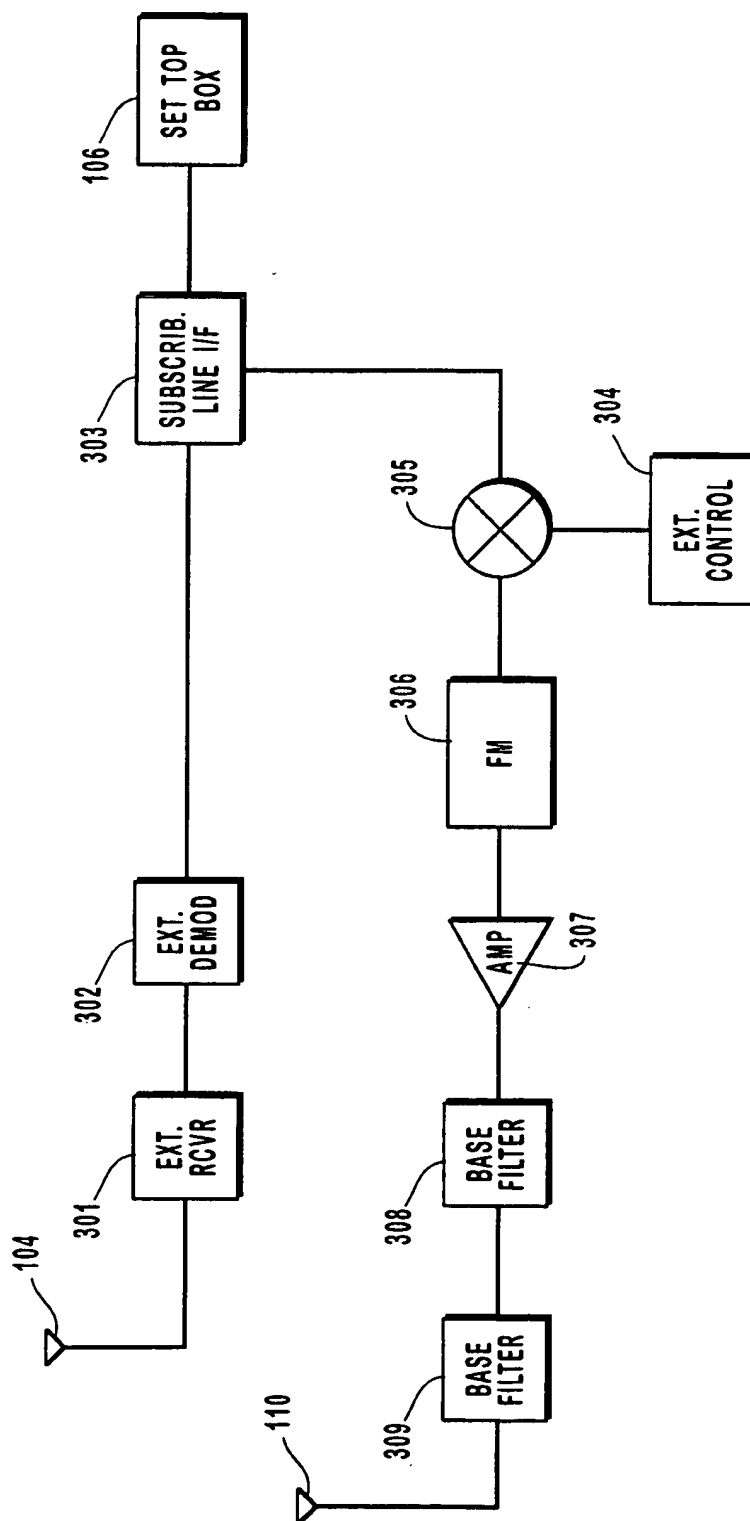 104
301
EXT.
RCVR
302
EXT.
DEMOD
303
SUBSCRIB.
LINE I/F
106
SET TOP
BOX
110
309
BASE
FILTER
308
BASE
FILTER
AMP
307
306
FM
305
304
EXT.
CONTROL